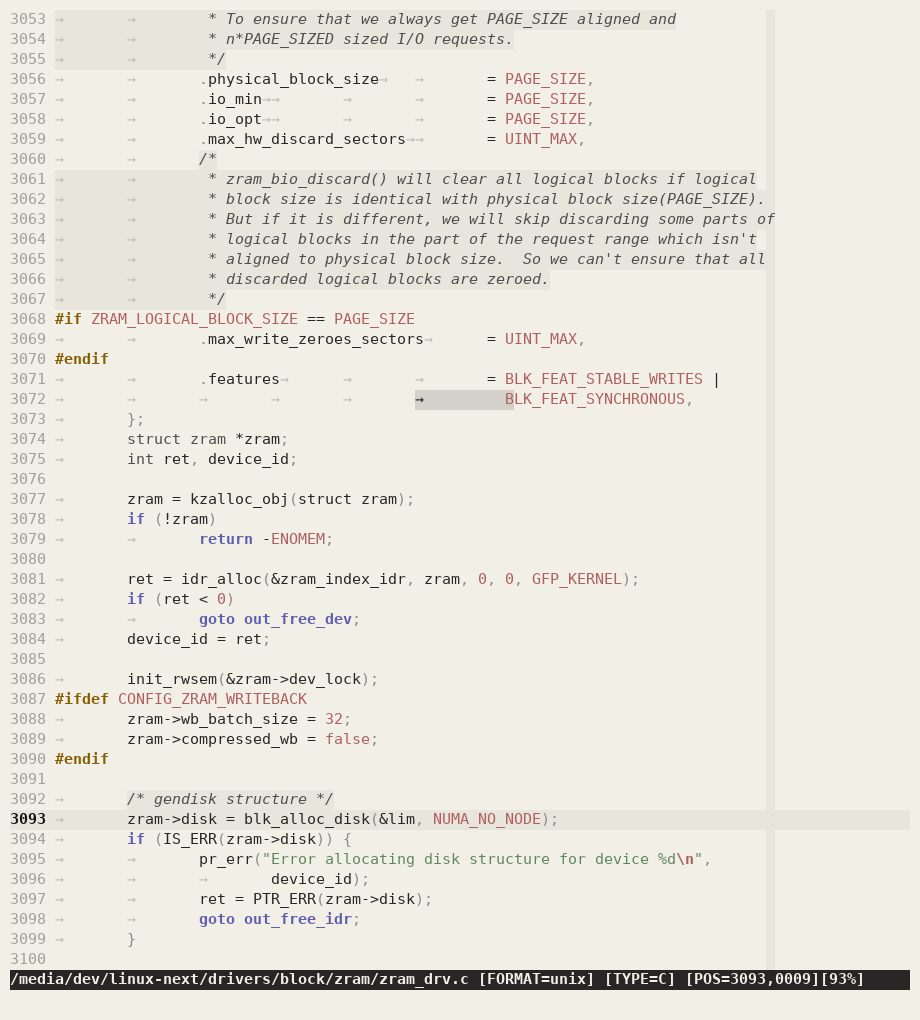 3053 →       →        * To ensure that we always get PAGE_SIZE aligned and
3054 →       →        * n*PAGE_SIZED sized I/O requests.
3055 →       →        */
3056 →       →       .physical_block_size→   →       = PAGE_SIZE,
3057 →       →       .io_min→→       →       →       = PAGE_SIZE,
3058 →       →       .io_opt→→       →       →       = PAGE_SIZE,
3059 →       →       .max_hw_discard_sectors→→       = UINT_MAX,
3060 →       →       /*
3061 →       →        * zram_bio_discard() will clear all logical blocks if logical
3062 →       →        * block size is identical with physical block size(PAGE_SIZE).
3063 →       →        * But if it is different, we will skip discarding some parts of
3064 →       →        * logical blocks in the part of the request range which isn't
3065 →       →        * aligned to physical block size.  So we can't ensure that all
3066 →       →        * discarded logical blocks are zeroed.
3067 →       →        */
3068 #if ZRAM_LOGICAL_BLOCK_SIZE == PAGE_SIZE
3069 →       →       .max_write_zeroes_sectors→      = UINT_MAX,
3070 #endif
3071 →       →       .features→      →       →       = BLK_FEAT_STABLE_WRITES |
3072 →       →       →       →       →       →         BLK_FEAT_SYNCHRONOUS,
3073 →       };
3074 →       struct zram *zram;
3075 →       int ret, device_id;
3076
3077 →       zram = kzalloc_obj(struct zram);
3078 →       if (!zram)
3079 →       →       return -ENOMEM;
3080
3081 →       ret = idr_alloc(&zram_index_idr, zram, 0, 0, GFP_KERNEL);
3082 →       if (ret < 0)
3083 →       →       goto out_free_dev;
3084 →       device_id = ret;
3085
3086 →       init_rwsem(&zram->dev_lock);
3087 #ifdef CONFIG_ZRAM_WRITEBACK
3088 →       zram->wb_batch_size = 32;
3089 →       zram->compressed_wb = false;
3090 #endif
3091
3092 →       /* gendisk structure */
3093 →       zram->disk = blk_alloc_disk(&lim, NUMA_NO_NODE);
3094 →       if (IS_ERR(zram->disk)) {
3095 →       →       pr_err("Error allocating disk structure for device %d\n",
3096 →       →       →       device_id);
3097 →       →       ret = PTR_ERR(zram->disk);
3098 →       →       goto out_free_idr;
3099 →       }
3100
/media/dev/linux-next/drivers/block/zram/zram_drv.c [FORMAT=unix] [TYPE=C] [POS=3093,0009][93%]